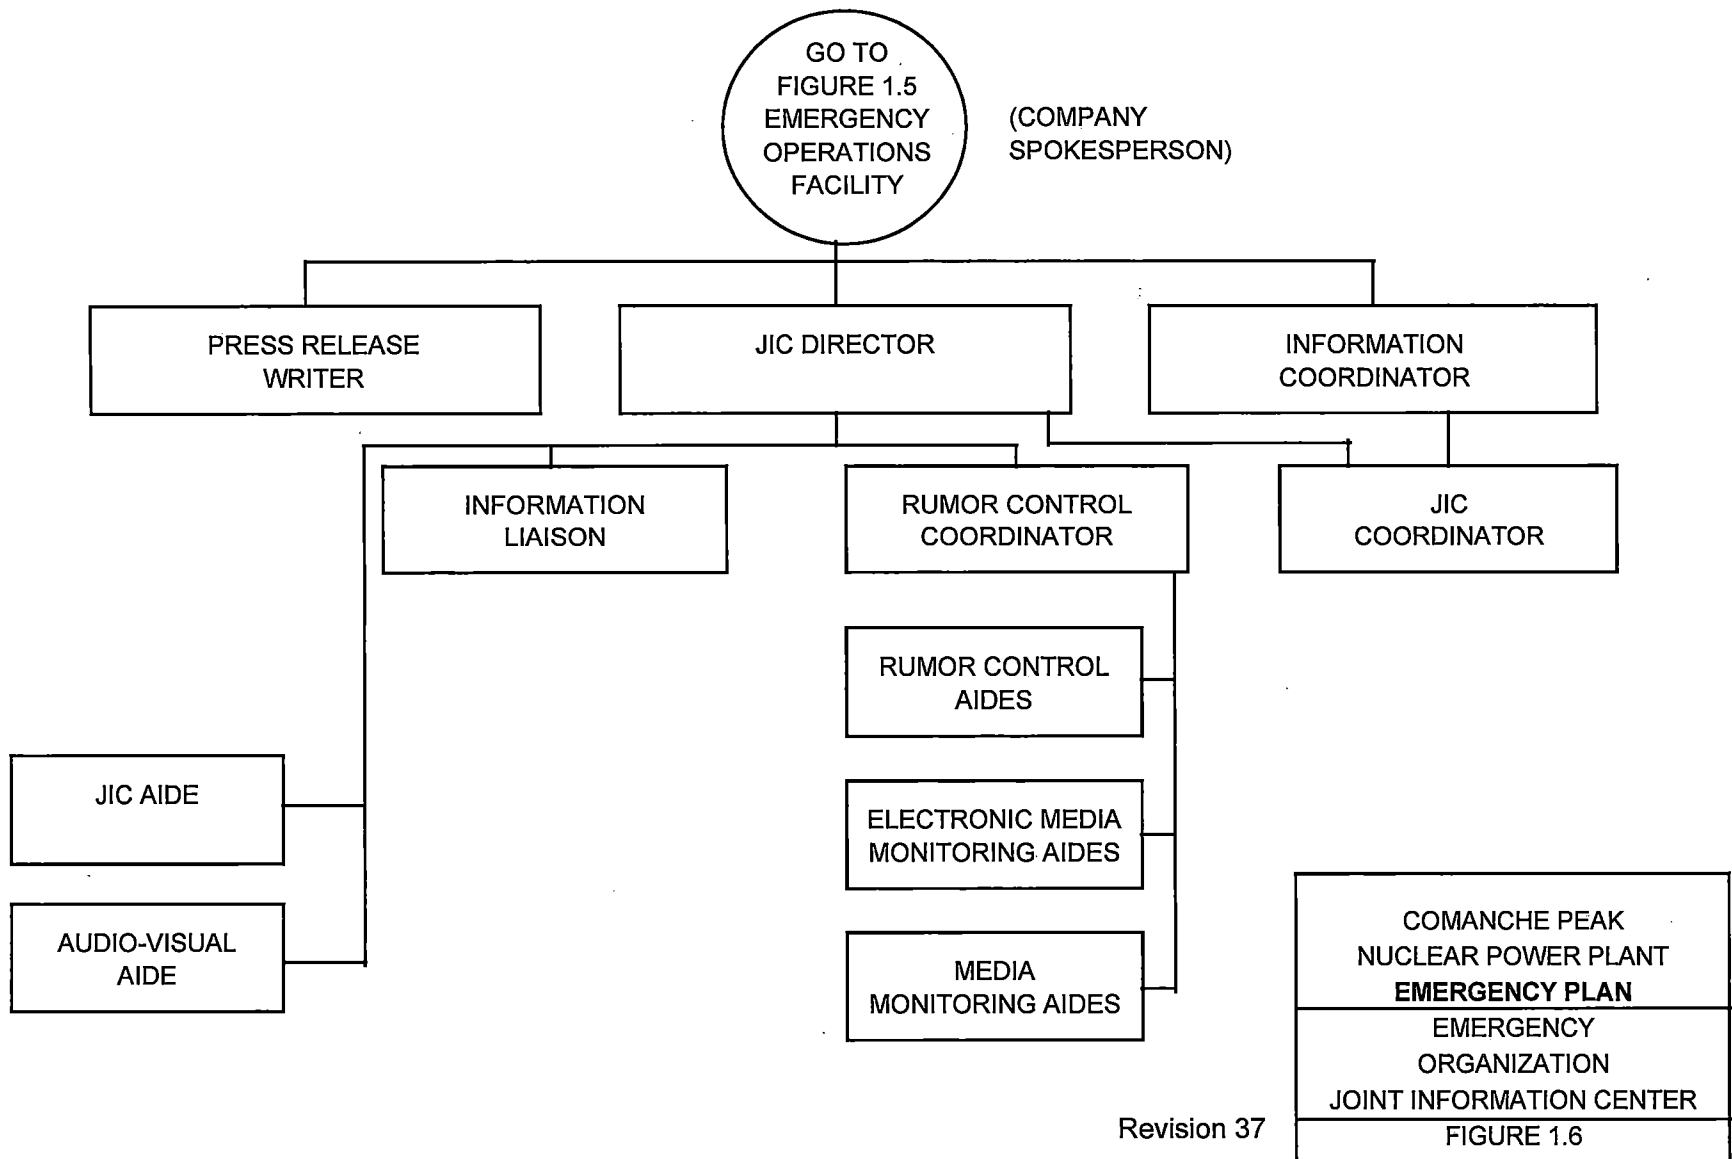 GO TO
FIGURE 1.5
EMERGENCY
OPERATIONS
FACILITY
(COMPANY
SPOKESPERSON)
PRESS RELEASE
WRITER
JIC DIRECTOR
INFORMATION
COORDINATOR
INFORMATION
LIAISON
RUMOR CONTROL
COORDINATOR
JIC
COORDINATOR
RUMOR CONTROL
AIDES
JIC AIDE
ELECTRONIC MEDIA
MONITORING AIDES
AUDIO-VISUAL
AIDE
MEDIA
MONITORING AIDES
COMANCHE PEAK
NUCLEAR POWER PLANT
EMERGENCY PLAN
EMERGENCY
ORGANIZATION
JOINT INFORMATION CENTER
Revision 37
FIGURE 1.6